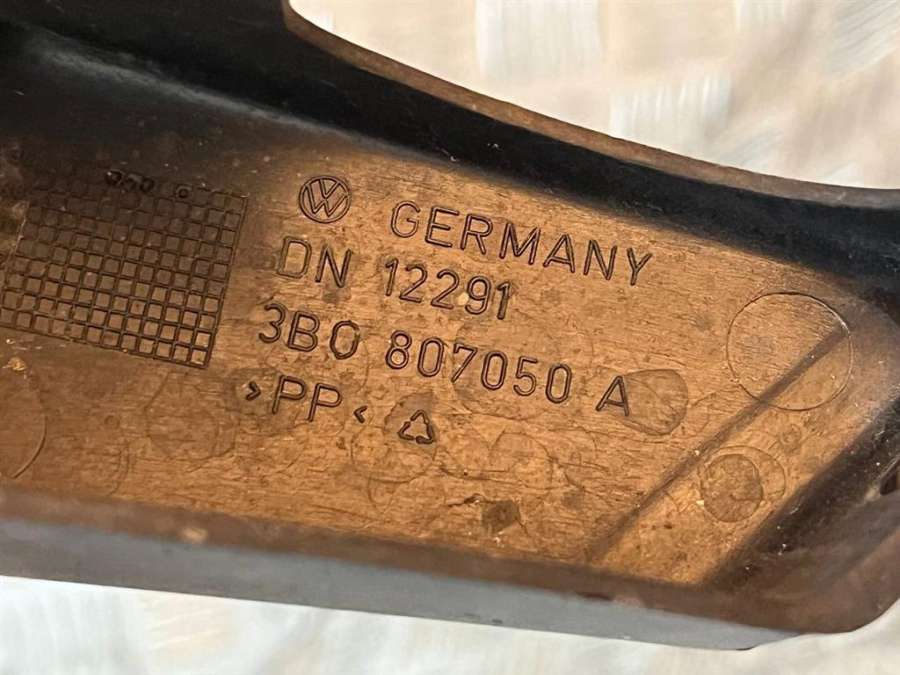 GERMANY
DN 12291
3B0 807050 A
>PP<